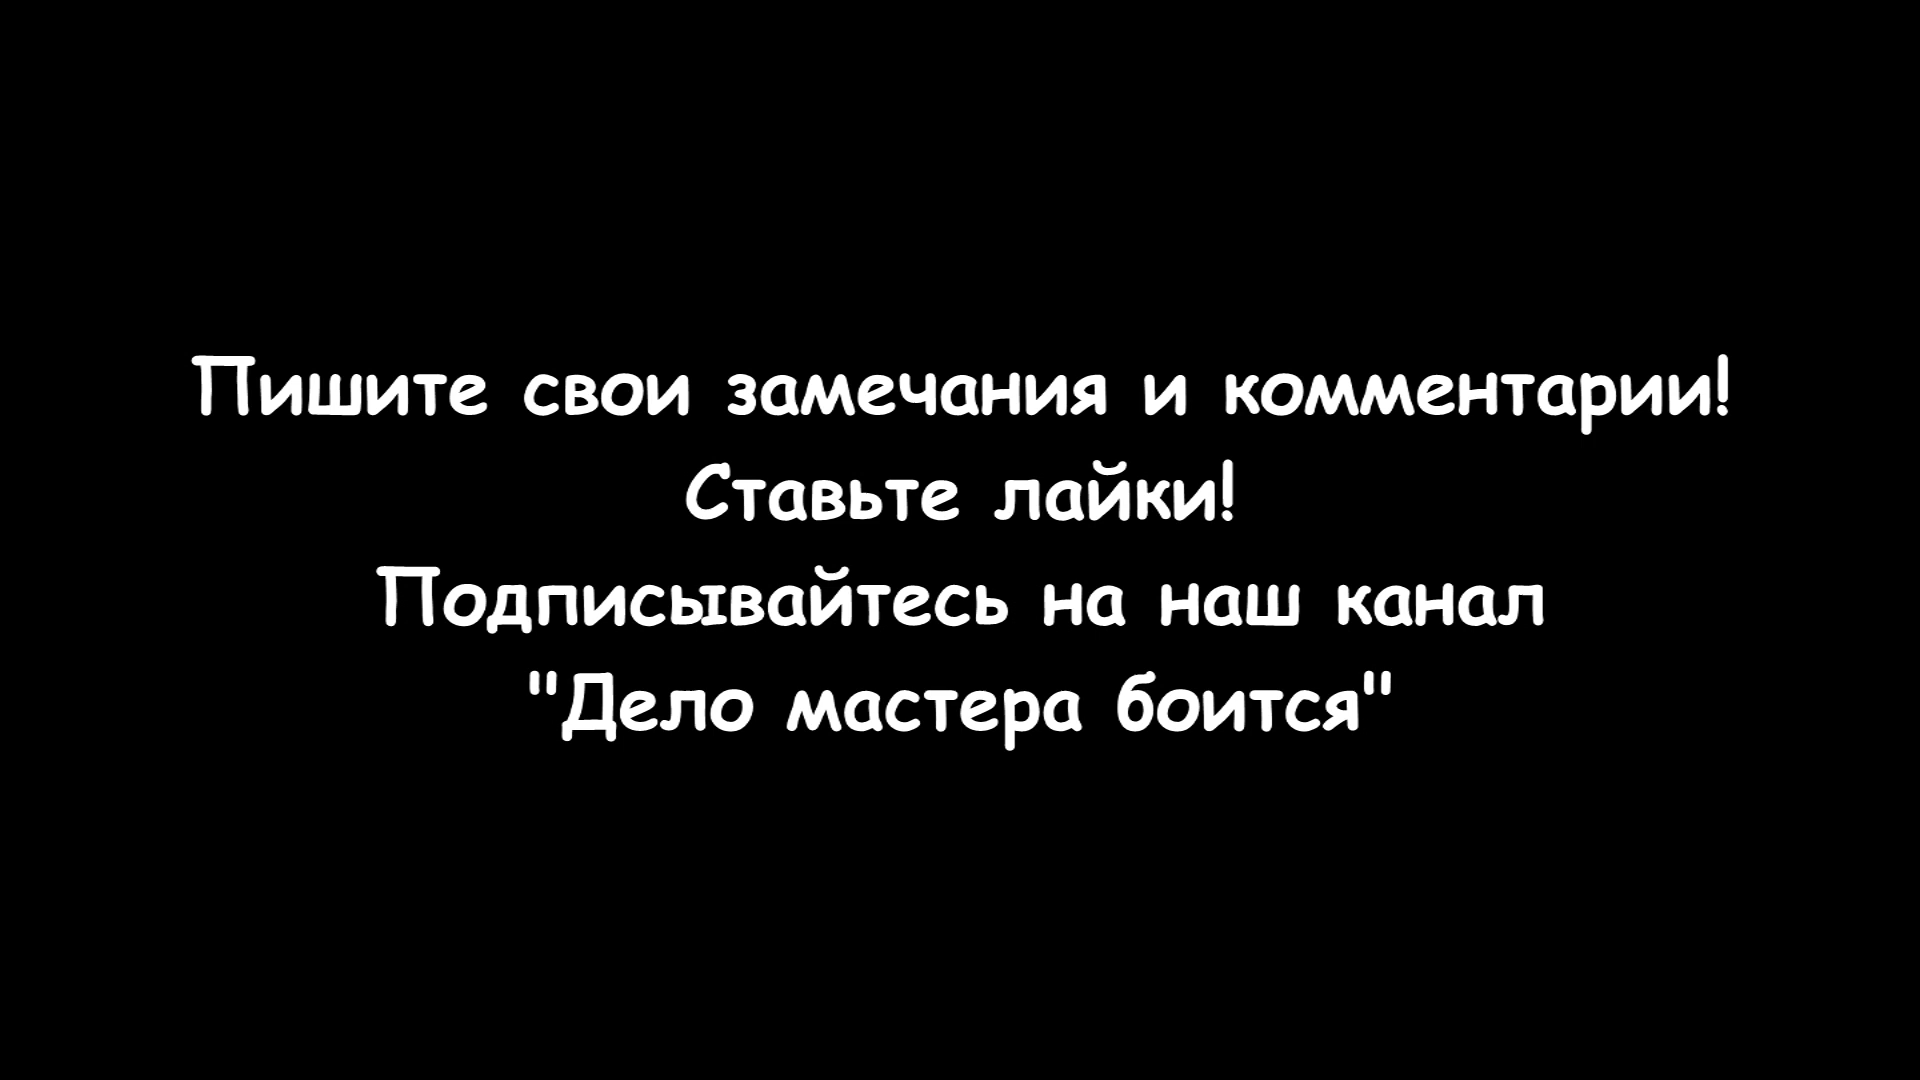 Пишите свои замечания и комментарии!
Ставьте лайки!
Подписывайтесь на наш канал
"Дело мастера боится"